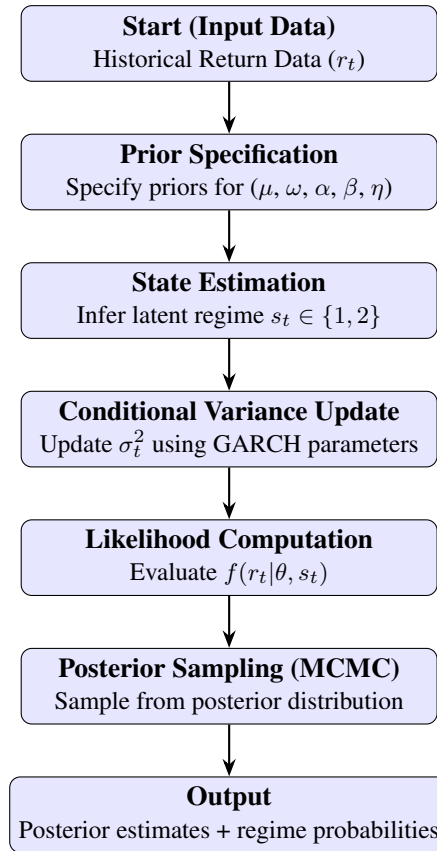 Start (Input Data)
Historical Return Data (r_t)
Prior Specification
Specify priors for (μ, ω, α, β, η)
State Estimation
Infer latent regime s_t ∈ {1, 2}
Conditional Variance Update
Update σ_t^2 using GARCH parameters
Likelihood Computation
Evaluate f(r_t|θ, s_t)
Posterior Sampling (MCMC)
Sample from posterior distribution
Output
Posterior estimates + regime probabilities